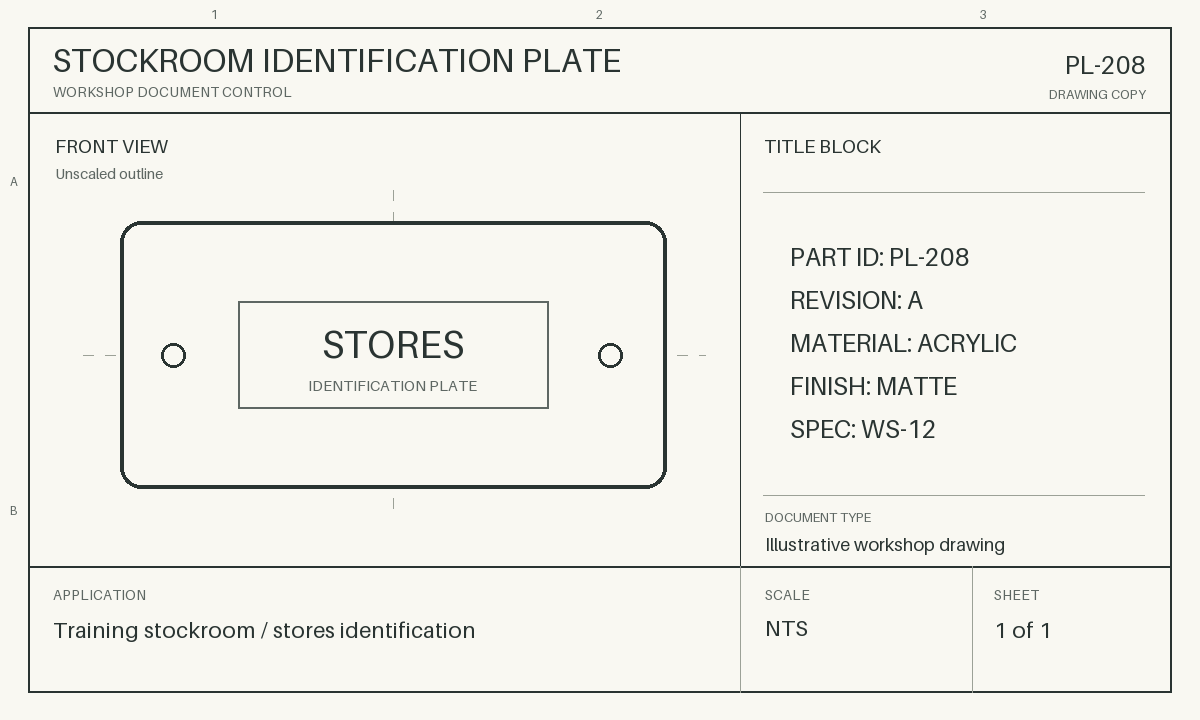 1
2
3
STOCKROOM IDENTIFICATION PLATE
WORKSHOP DOCUMENT CONTROL
PL-208
DRAWING COPY
A
B
FRONT VIEW
Unscaled outline
STORES
IDENTIFICATION PLATE
TITLE BLOCK
PART ID: PL-208
REVISION: A
MATERIAL: ACRYLIC
FINISH: MATTE
SPEC: WS-12
DOCUMENT TYPE
Illustrative workshop drawing
APPLICATION
Training stockroom / stores identification
SCALE
NTS
SHEET
1 of 1